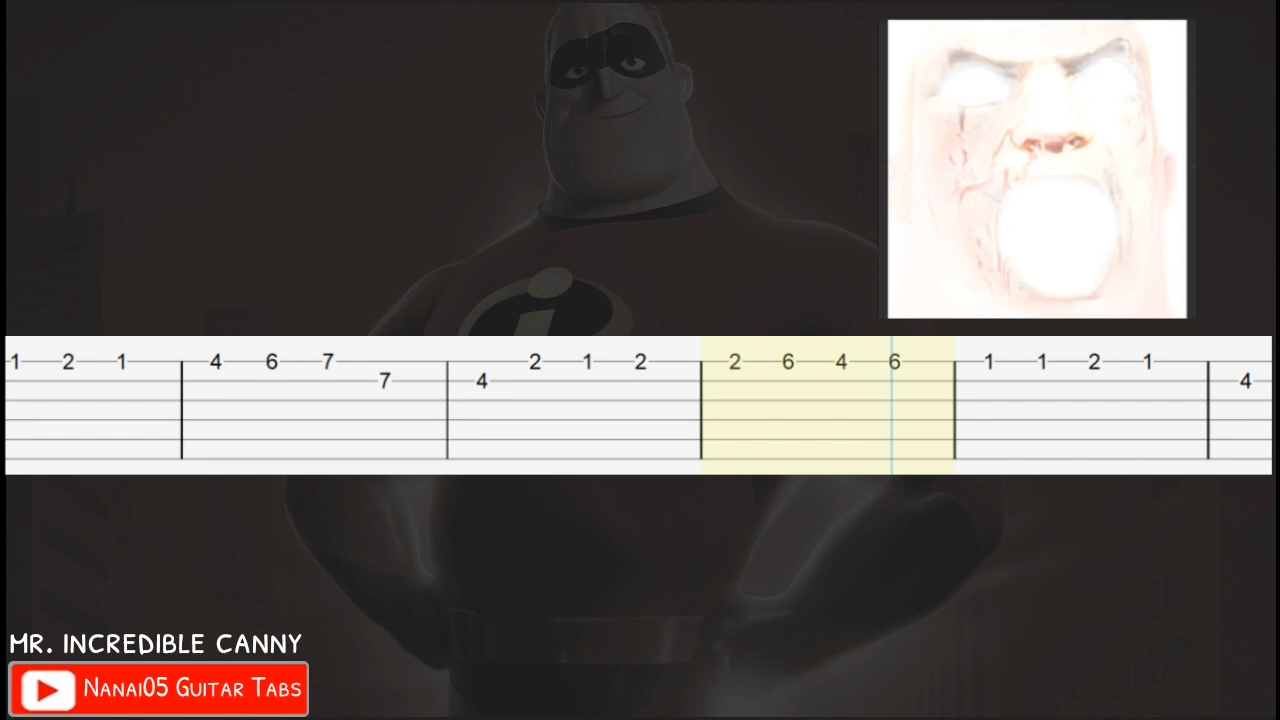 1 2 1 4 6 7 2 1 2 2 6 4 6 1 1 2 1
7 4 4
MR. INCREDIBLE CANNY
NANAI05 GUITAR TABS